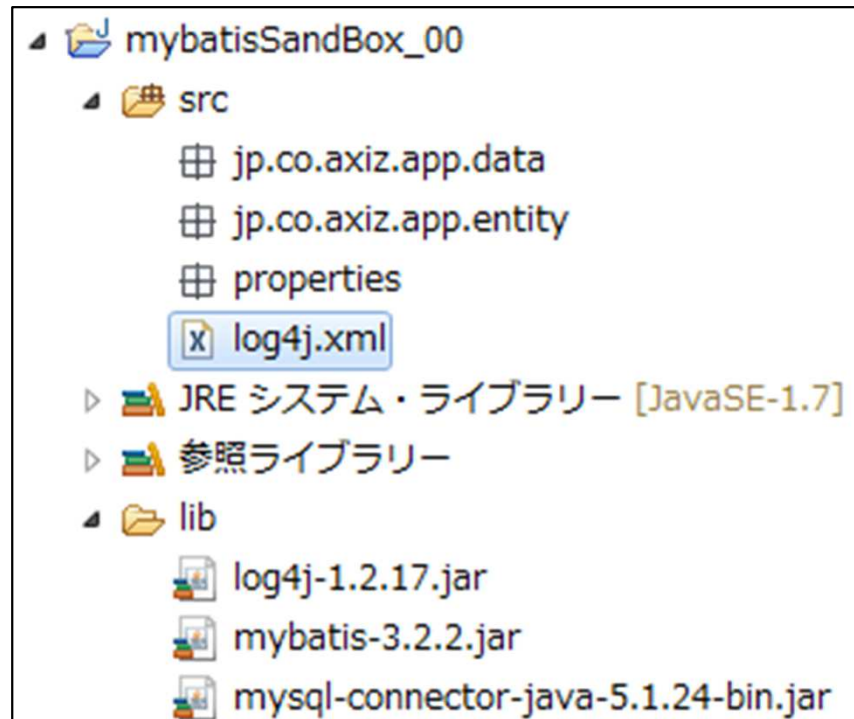 mybatisSandBox_00
src
jp.co.axiz.app.data
jp.co.axiz.app.entity
properties
log4j.xml
JRE システム・ライブラリー [JavaSE-1.7]
参照ライブラリー
lib
log4j-1.2.17.jar
mybatis-3.2.2.jar
mysql-connector-java-5.1.24-bin.jar